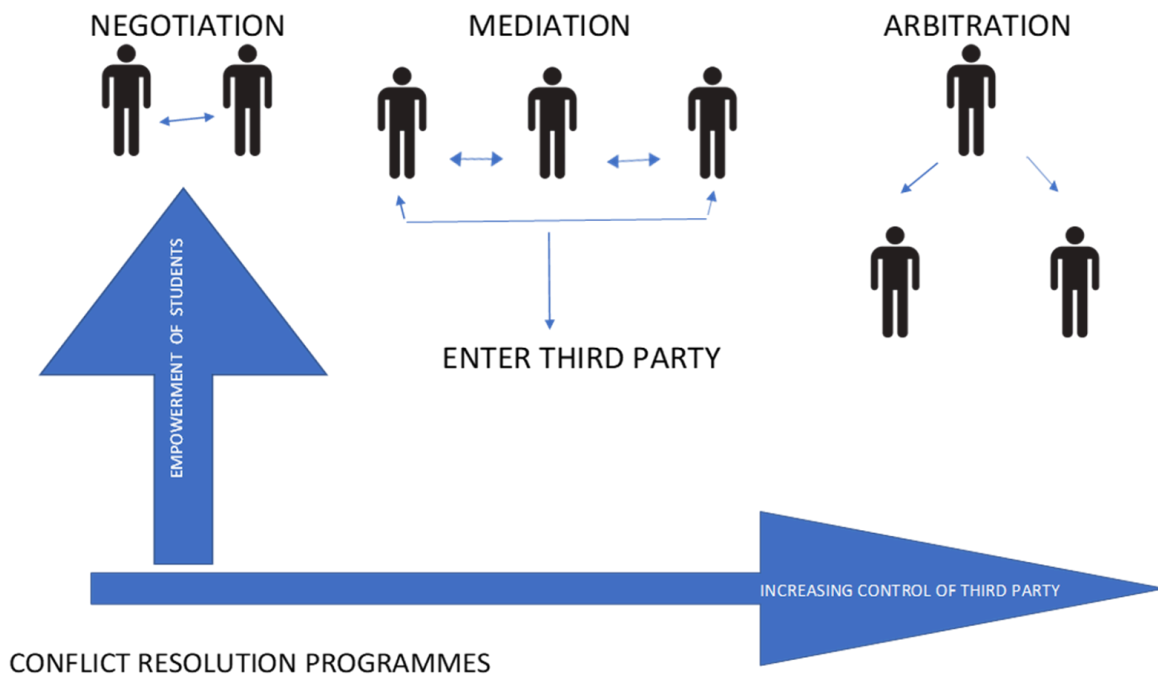 NEGOTIATION
MEDIATION
ARBITRATION
EMPOWERMENT OF STUDENTS
ENTER THIRD PARTY
INCREASING CONTROL OF THIRD PARTY
CONFLICT RESOLUTION PROGRAMMES